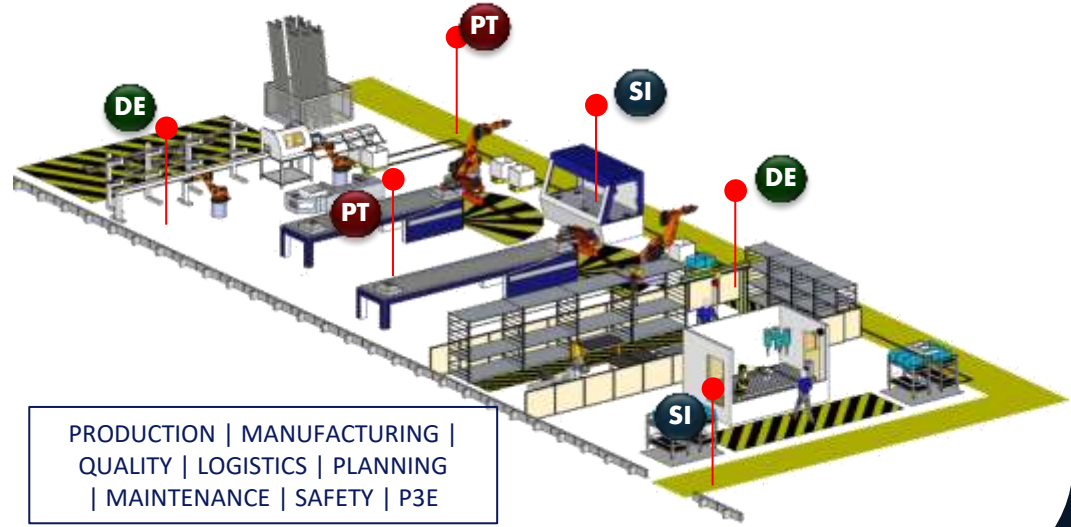 PT
SI
DE
DE
PT
SI
PRODUCTION | MANUFACTURING |
QUALITY | LOGISTICS | PLANNING
| MAINTENANCE | SAFETY | P3E